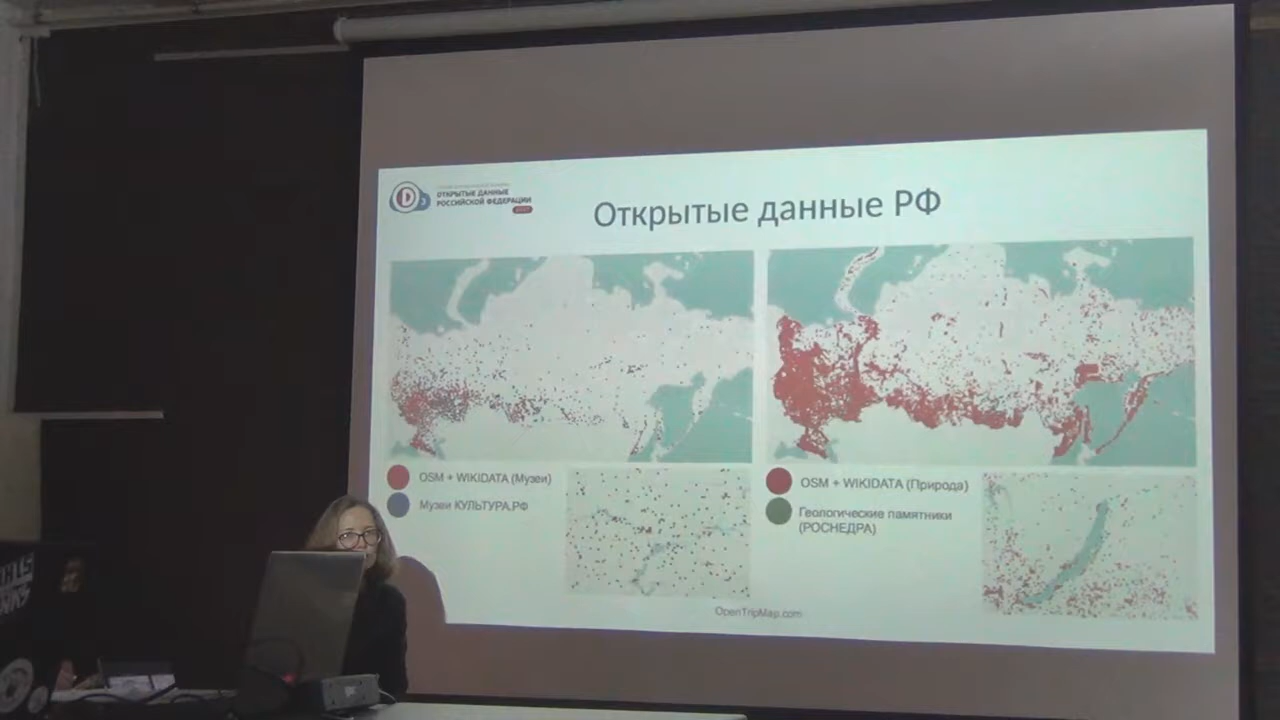 ОТКРЫТЫЕ ДАННЫЕ
РОССИЙСКОЙ ФЕДЕРАЦИИ
Открытые данные РФ
OSM + WIKIDATA (Музеи)
Музеи КУЛЬТУРА.РФ
OSM + WIKIDATA (Природа)
Геологические памятники
(РОСНЕДРА)
OpenTripMap.com